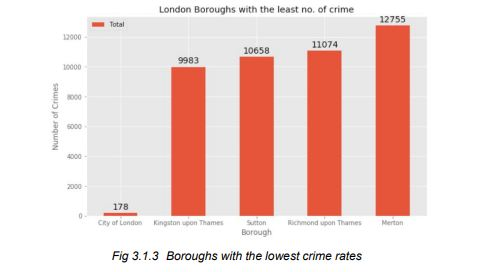 London Boroughs with the least no. of crime
Total
12755
11074
10658
9983
178
12000
10000
8000
6000
4000
2000
0
Number of Crimes
City of London
Kingston upon Thames
Sutton
Richmond upon Thames
Merton
Borough
Fig 3.1.3 Boroughs with the lowest crime rates